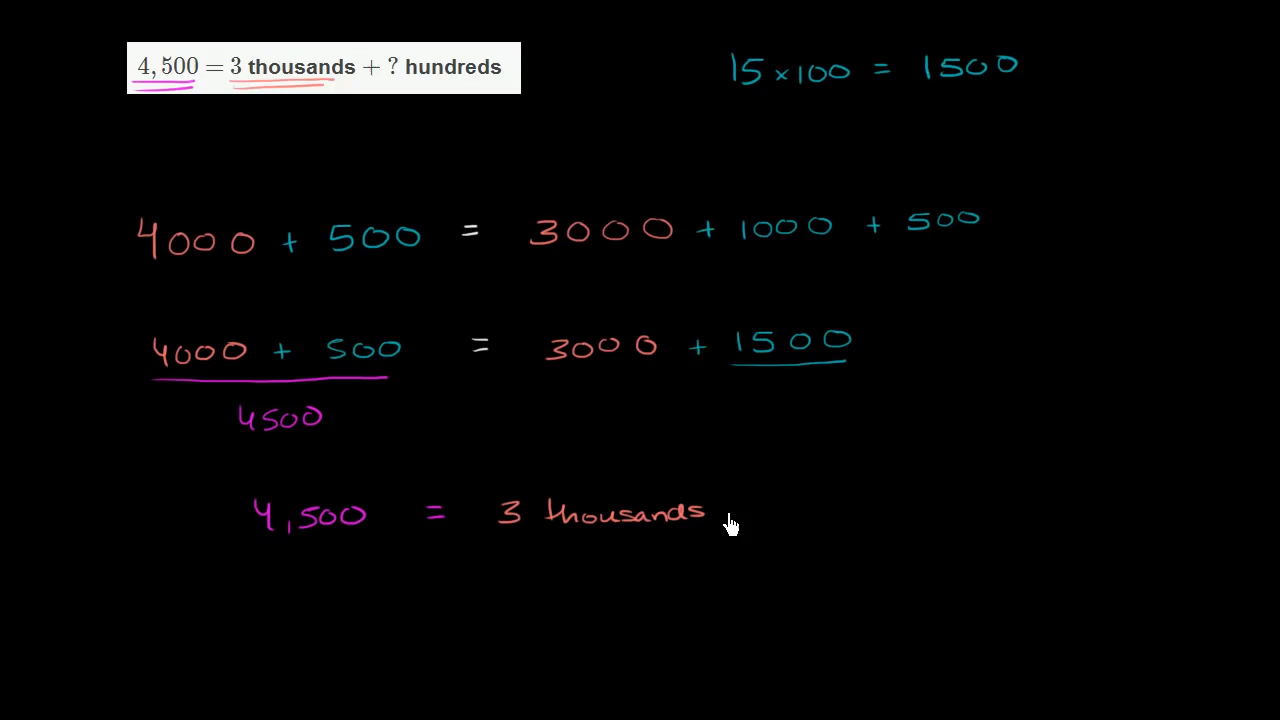 4,500 = 3 thousands + ? hundreds
15 × 100 = 1500
4000 + 500 = 3000 + 1000 + 500
4000 + 500 = 3000 + 1500
4500
4,500 = 3 thousands